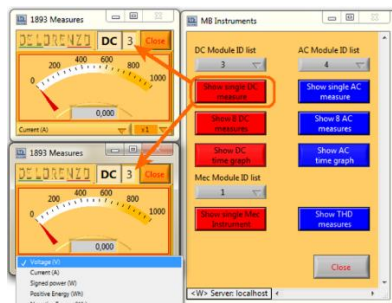 1893 Measures
DELORENZO DC 3 Close
0 200 400 600 800 1000
0,000
Current (A) x1
1893 Measures
DELORENZO DC 3 Close
0 200 400 600 800 1000
0,000
✓ Voltage (V)
Current (A)
Signed power (W)
Positive Energy (Wh)
MB Instruments
DC Module ID list AC Module ID list
3 4
Show single DC measure
Show single AC measure
Show 8 DC measures
Show 8 AC measures
Show DC time graph
Show AC time graph
Mec Module ID list
1
Show single Mec Instrument
Show THD measures
Close
<W> Server: localhost